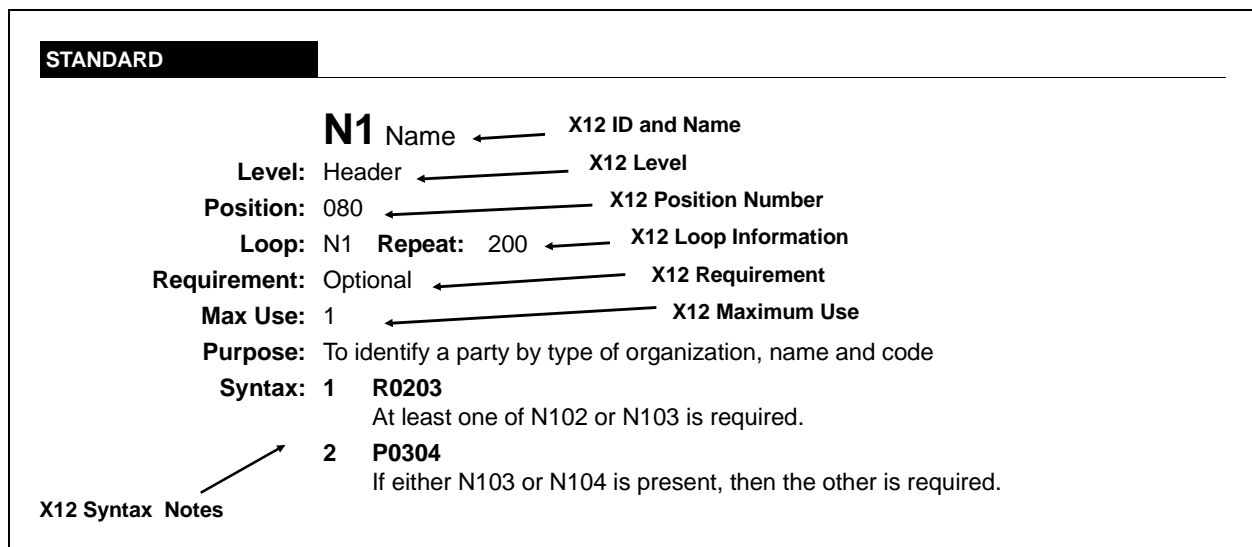 STANDARD
N1 Name X12 ID and Name
Level: Header X12 Level
Position: 080 X12 Position Number
Loop: N1 Repeat: 200 X12 Loop Information
Requirement: Optional X12 Requirement
Max Use: 1 X12 Maximum Use
Purpose: To identify a party by type of organization, name and code
Syntax: 1 R0203
At least one of N102 or N103 is required.
2 P0304
If either N103 or N104 is present, then the other is required.
X12 Syntax Notes